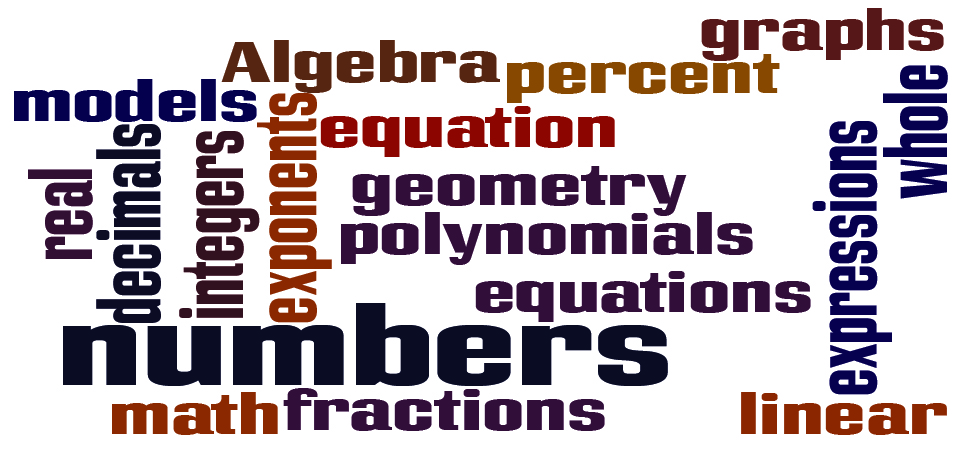 graphs
Algebra
percent
models
equation
whole
real
decimals
integers
exponents
geometry
polynomials
expressions
equations
numbers
math
fractions
linear